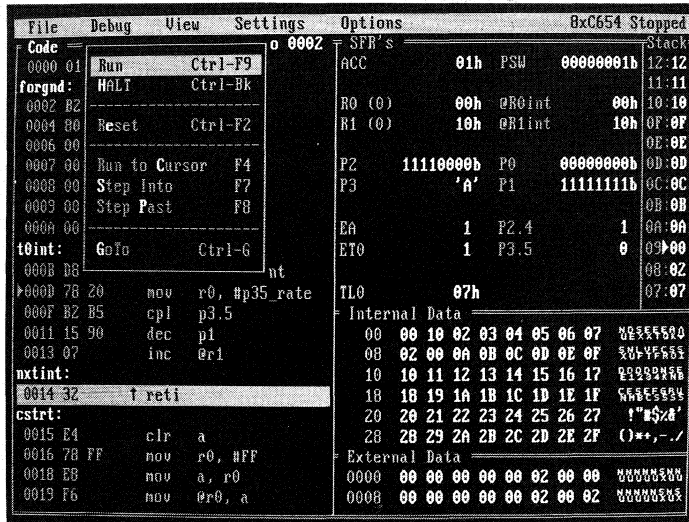 File Debug View Settings Options 8xC654 Stopped
Code o 0002
0000 01
forgnd:
0002 B2
0004 80
0006 00
0007 00
0008 00
0009 00
000A 00
t0int:
000B D8 nt
000D 78 20 mov r0, #p35_rate
000F B2 B5 cpl p3.5
0011 15 90 dec p1
0013 07 inc @r1
nxtint:
0014 32 ↑ reti
cstrt:
0015 E4 clr a
0016 78 FF mov r0, #FF
0018 E8 mov a, r0
0019 F6 mov @r0, a
Run Ctrl-F9
HALT Ctrl-Bk
Reset Ctrl-F2
Run to Cursor F4
Step Into F7
Step Past F8
GoTo Ctrl-G
SFR's
ACC 01h PSW 00000001b
R0 (0) 00h @R0int 00h
R1 (0) 10h @R1int 10h
P2 11110000b P0 00000000b
P3 'A' P1 11111111b
EA 1 P2.4 1
ET0 1 P3.5 0
TL0 07h
Stack
12:12
11:11
10:10
0F:0F
0E:0E
0D:0D
0C:0C
0B:0B
0A:0A
09 00
08:02
07:07
Internal Data
00 00 10 02 03 04 05 06 07
08 02 00 0A 0B 0C 0D 0E 0F
10 10 11 12 13 14 15 16 17
18 18 19 1A 1B 1C 1D 1E 1F
20 20 21 22 23 24 25 26 27 !"#$%&'
28 28 29 2A 2B 2C 2D 2E 2F ()*+,-./
External Data
0000 00 00 00 00 00 02 00 00
0008 00 00 00 00 00 02 00 02